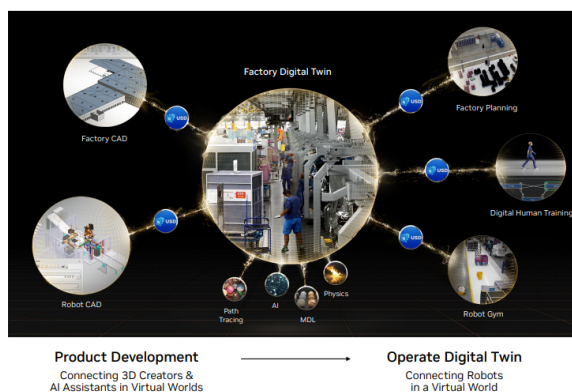 Factory Digital Twin
USD
USD
Factory CAD
Factory Planning
USD
Digital Human Training
USD
USD
Robot CAD
Path
Tracing
AI
MDL
Physics
Robot Gym
Product Development
Connecting 3D Creators &
AI Assistants in Virtual Worlds
Operate Digital Twin
Connecting Robots
in a Virtual World